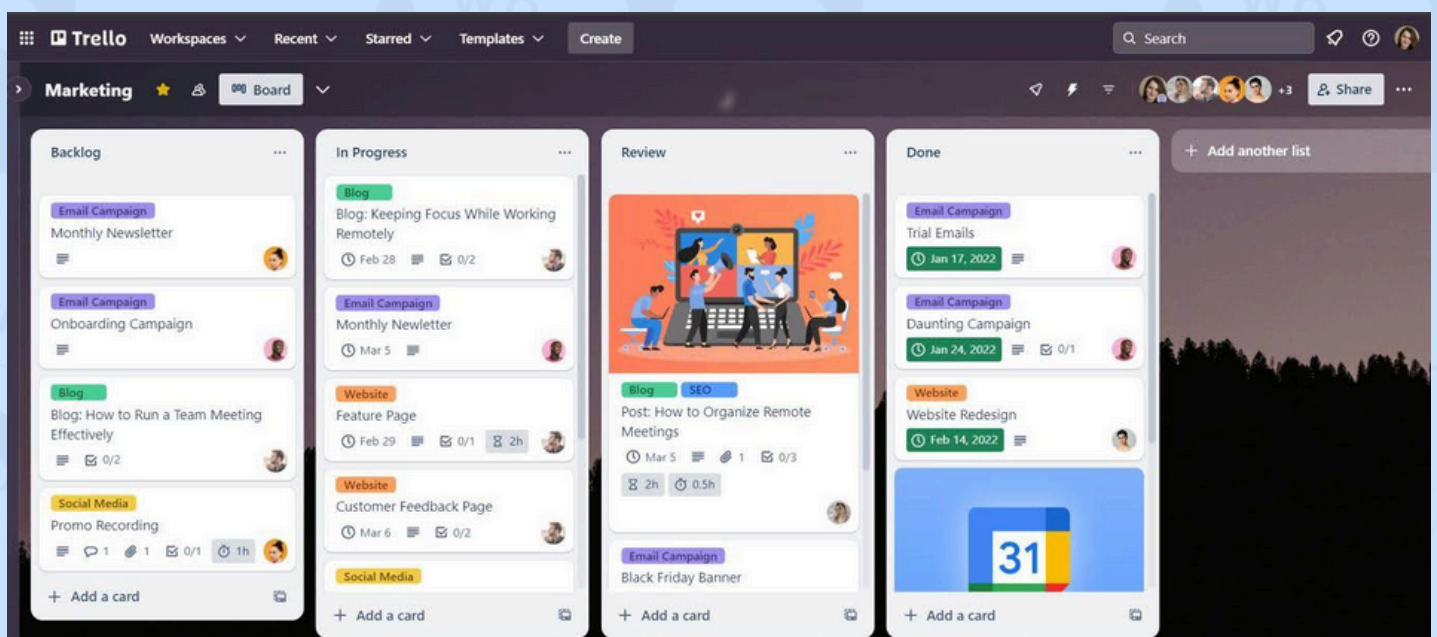 Trello Workspaces Recent Starred Templates Create Search
Marketing Board +3 Share
Backlog
Email Campaign
Monthly Newsletter
Email Campaign
Onboarding Campaign
Blog
Blog: How to Run a Team Meeting
Effectively
0/2
Social Media
Promo Recording
1 1 0/1 1h
+ Add a card
In Progress
Blog
Blog: Keeping Focus While Working
Remotely
Feb 28 0/2
Email Campaign
Monthly Newletter
Mar 5
Website
Feature Page
Feb 29 0/1 2h
Website
Customer Feedback Page
Mar 6 0/2
Social Media
+ Add a card
Review
Blog SEO
Post: How to Organize Remote
Meetings
Mar 5 1 0/3
2h 0.5h
Email Campaign
Black Friday Banner
+ Add a card
Done
Email Campaign
Trial Emails
Jan 17, 2022
Email Campaign
Daunting Campaign
Jan 24, 2022 0/1
Website
Website Redesign
Feb 14, 2022
31
+ Add a card
+ Add another list